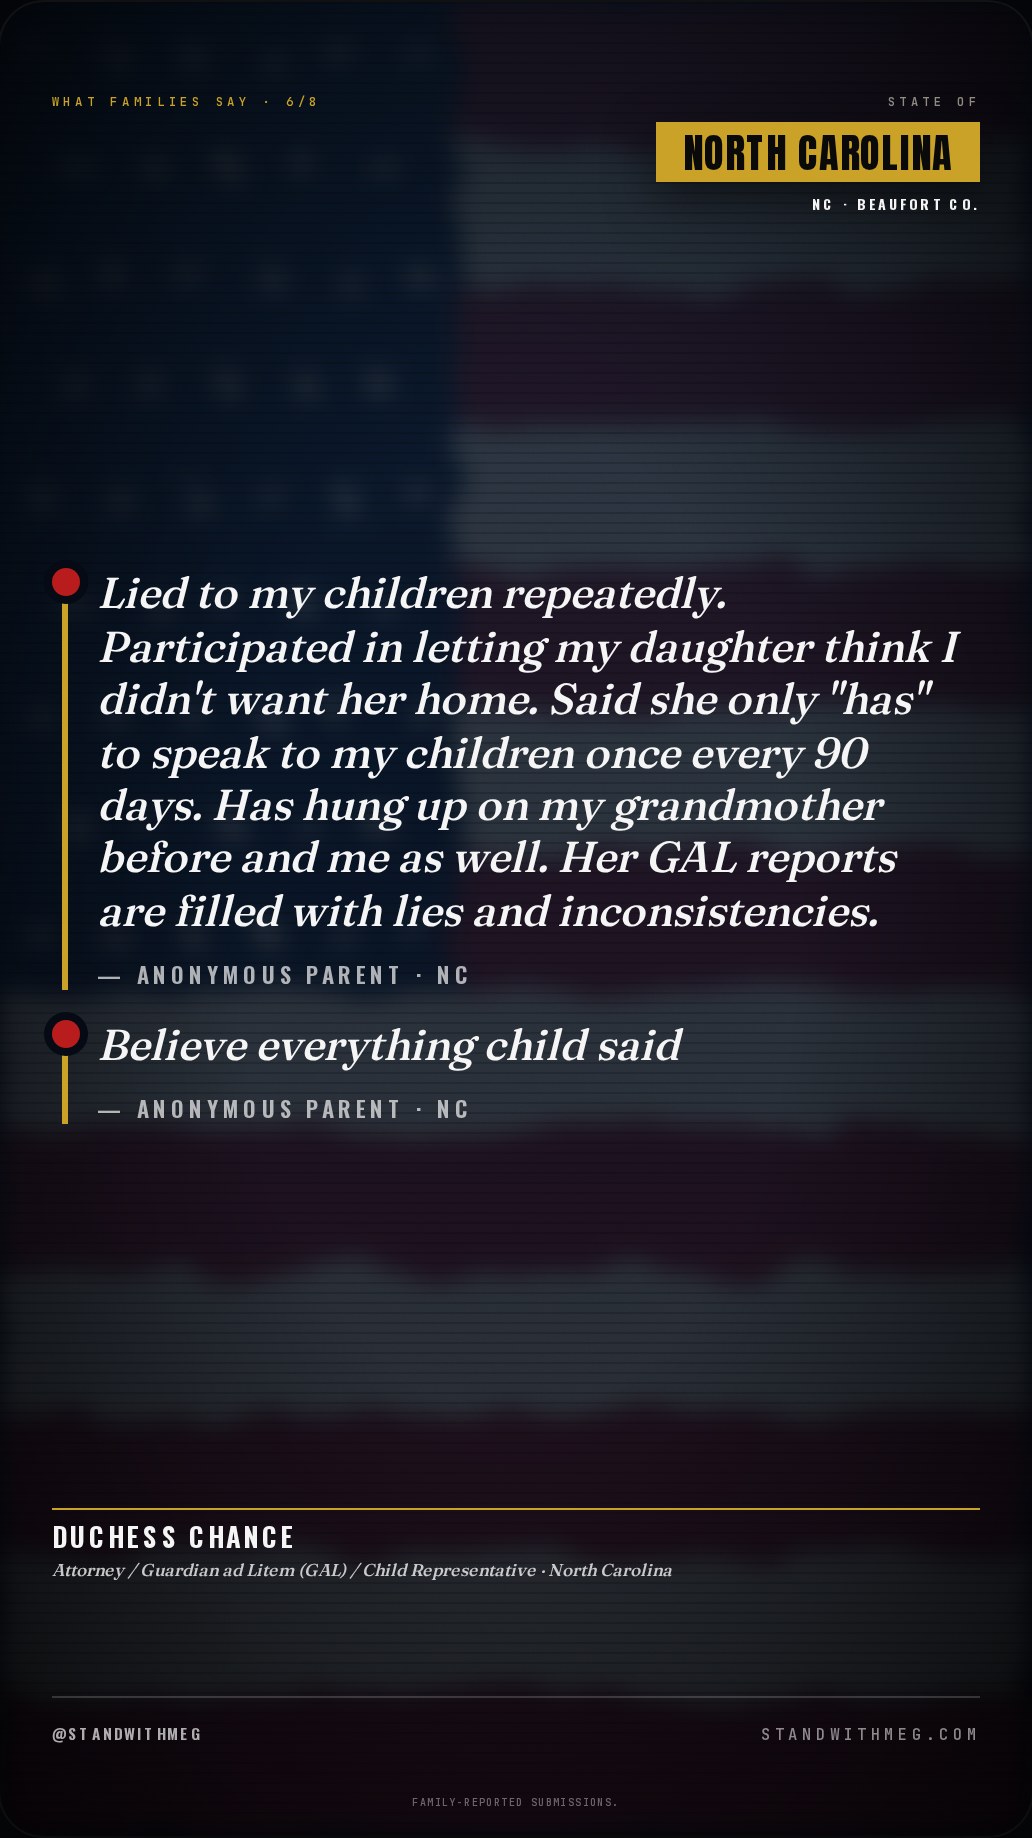 WHAT FAMILIES SAY · 6/8
STATE OF
NORTH CAROLINA
NC · BEAUFORT CO.
Lied to my children repeatedly.
Participated in letting my daughter think I
didn't want her home. Said she only "has"
to speak to my children once every 90
days. Has hung up on my grandmother
before and me as well. Her GAL reports
are filled with lies and inconsistencies.
— ANONYMOUS PARENT · NC
Believe everything child said
— ANONYMOUS PARENT · NC
DUCHESS CHANCE
Attorney / Guardian ad Litem (GAL) / Child Representative · North Carolina
@STANDWITHMEG
STANDWITHMEG.COM
FAMILY-REPORTED SUBMISSIONS.